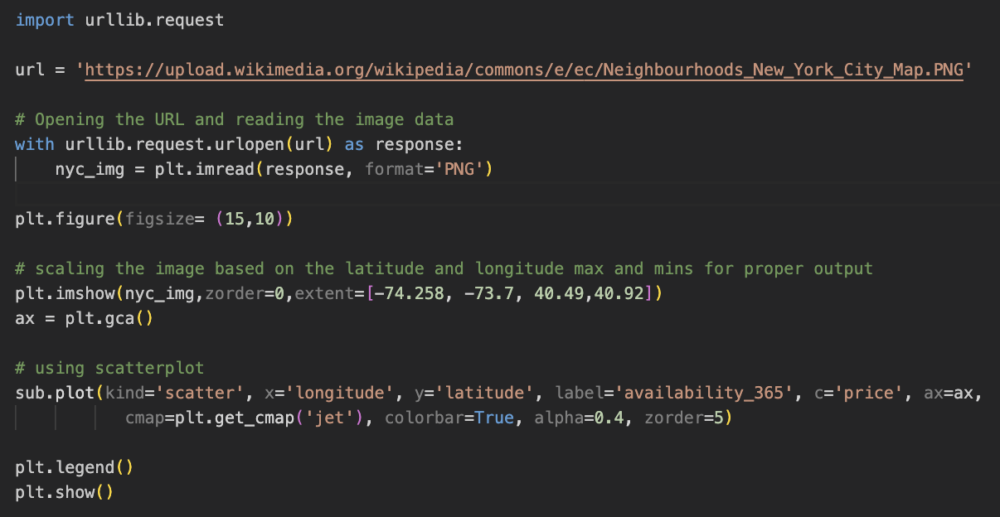 import urllib.request
url = 'https://upload.wikimedia.org/wikipedia/commons/e/ec/Neighbourhoods_New_York_City_Map.PNG'
# Opening the URL and reading the image data
with urllib.request.urlopen(url) as response:
    nyc_img = plt.imread(response, format='PNG')
plt.figure(figsize= (15,10))
# scaling the image based on the latitude and longitude max and mins for proper output
plt.imshow(nyc_img,zorder=0,extent=[-74.258, -73.7, 40.49,40.92])
ax = plt.gca()
# using scatterplot
sub.plot(kind='scatter', x='longitude', y='latitude', label='availability_365', c='price', ax=ax,
           cmap=plt.get_cmap('jet'), colorbar=True, alpha=0.4, zorder=5)
plt.legend()
plt.show()